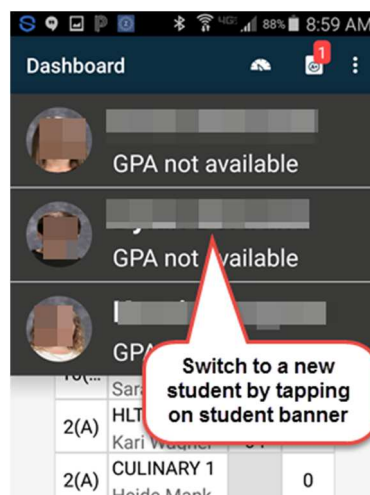 4G 88% 8:59 AM
Dashboard 1
GPA not available
GPA not available
GPA
Switch to a new
student by tapping
on student banner
2(A) HLT
Kari Wagner
2(A) CULINARY 1 0